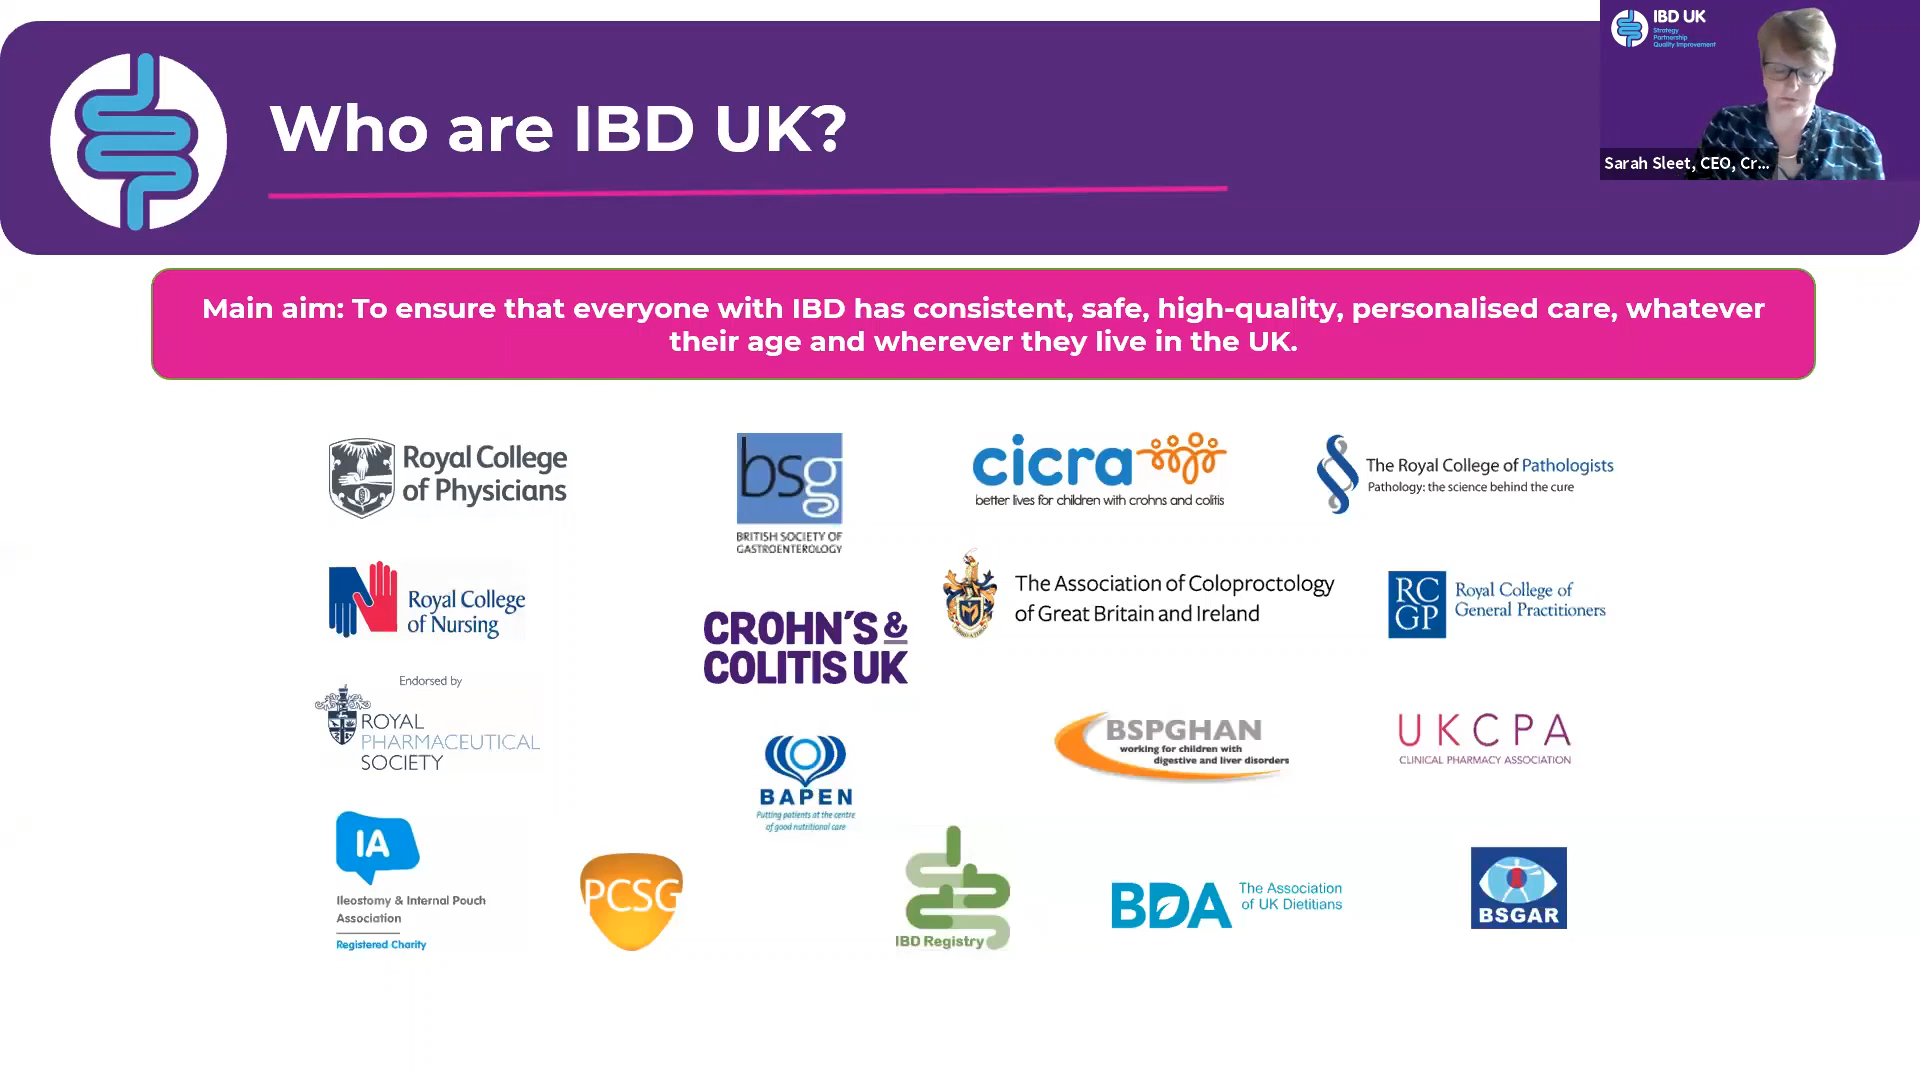 IBD UK
Strategy
Partnership
Quality Improvement
Sarah Sleet, CEO, Cr...
Who are IBD UK?
Main aim: To ensure that everyone with IBD has consistent, safe, high-quality, personalised care, whatever
their age and wherever they live in the UK.
Royal College
of Physicians
bsg
BRITISH SOCIETY OF
GASTROENTEROLOGY
cicra
better lives for children with crohns and colitis
The Royal College of Pathologists
Pathology: the science behind the cure
Royal College
of Nursing
CROHN'S &
COLITIS UK
The Association of Coloproctology
of Great Britain and Ireland
RC
GP
Royal College of
General Practitioners
Endorsed by
ROYAL
PHARMACEUTICAL
SOCIETY
BAPEN
Putting patients at the centre
of good nutritional care
BSPGHAN
working for children with
digestive and liver disorders
UKCPA
CLINICAL PHARMACY ASSOCIATION
IA
Ileostomy & Internal Pouch
Association
Registered Charity
PCSG
IBD Registry
BDA
The Association
of UK Dietitians
BSGAR